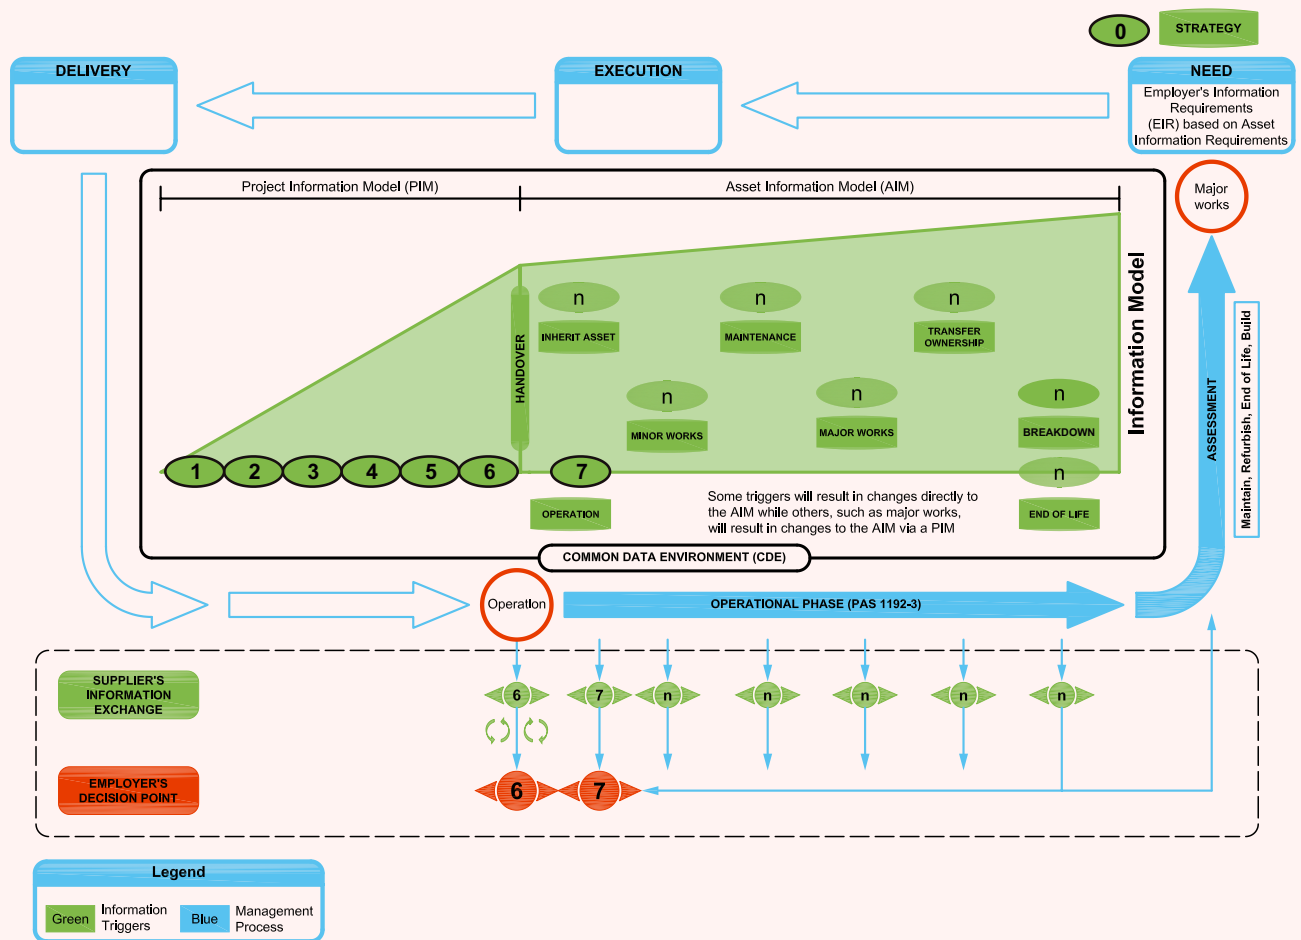 0
STRATEGY
DELIVERY
EXECUTION
NEED
Employer's Information
Requirements
(EIR) based on Asset
Information Requirements
Project Information Model (PIM)
Asset Information Model (AIM)
Major
works
n
n
n
INHERIT ASSET
MAINTENANCE
TRANSFER
OWNERSHIP
HANDOVER
Information Model
ASSESSMENT
Maintain, Refurbish, End of Life, Build
n
n
n
MINOR WORKS
MAJOR WORKS
BREAKDOWN
1
2
3
4
5
6
7
n
OPERATION
Some triggers will result in changes directly to
the AIM while others, such as major works,
will result in changes to the AIM via a PIM
END OF LIFE
COMMON DATA ENVIRONMENT (CDE)
Operation
OPERATIONAL PHASE (PAS 1192-3)
SUPPLIER'S
INFORMATION
EXCHANGE
6
7
n
n
n
n
n
EMPLOYER'S
DECISION POINT
6
7
Legend
Green
Information
Triggers
Blue
Management
Process